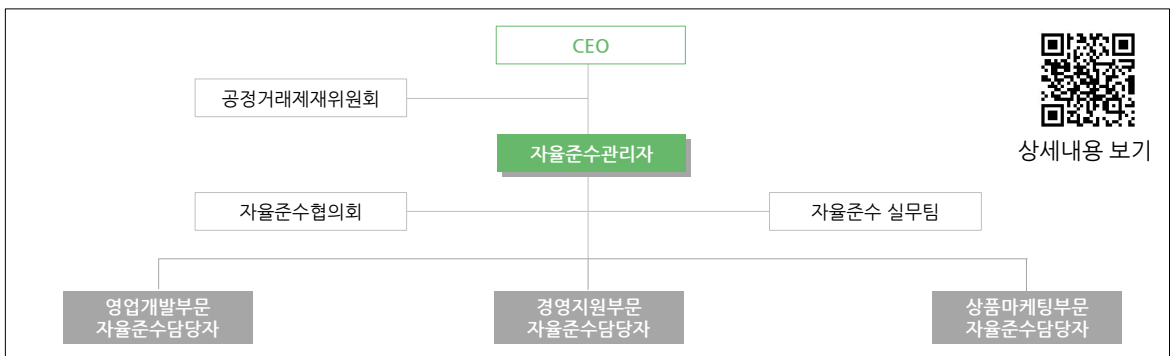 CEO
공정거래제재위원회
상세내용 보기
자율준수관리자
자율준수협의회
자율준수 실무팀
영업개발부문
자율준수담당자
경영지원부문
자율준수담당자
상품마케팅부문
자율준수담당자